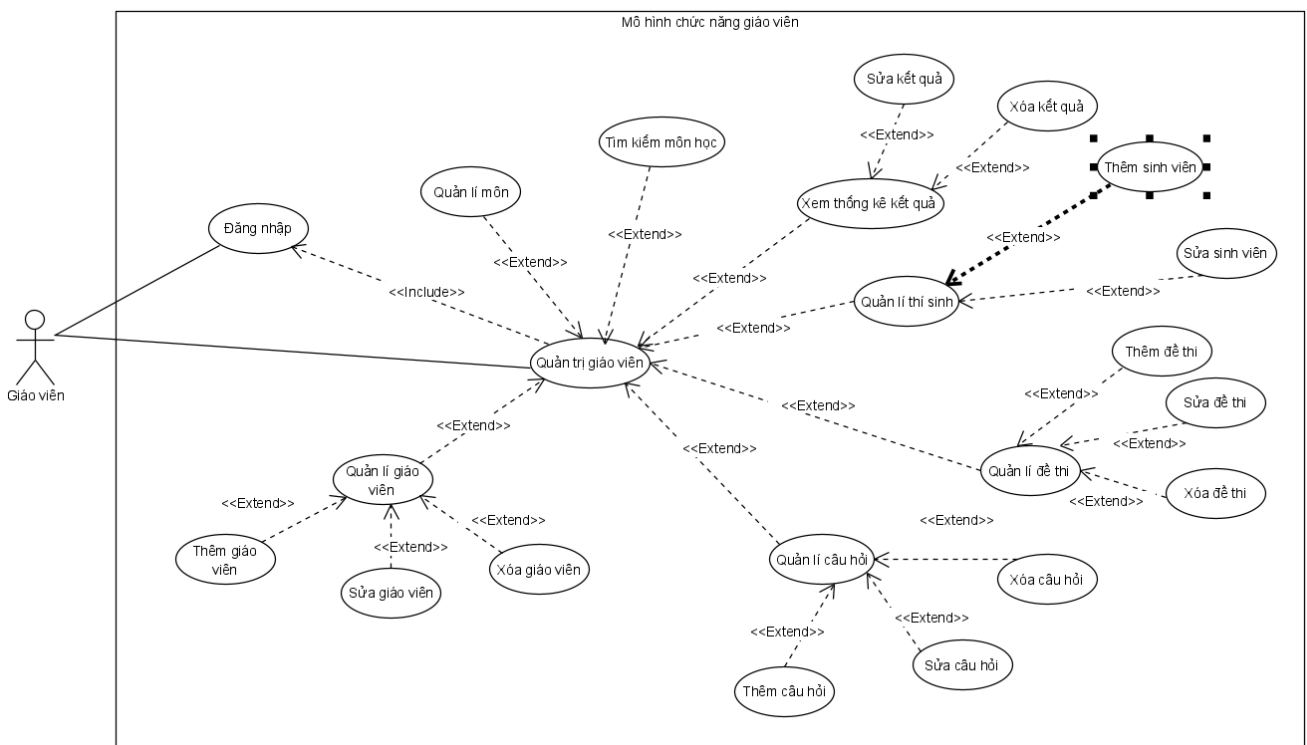 Mô hình chức năng giáo viên
Sửa kết quả
Xóa kết quả
<<Extend>>
Tìm kiếm môn học
<<Extend>>
Thêm sinh viên
Quản lí môn
Xem thống kê kết quả
Đăng nhập
<<Extend>>
<<Extend>>
Sửa sinh viên
<<Extend>>
<<Extend>>
<<Include>>
<<Extend>>
Quản lí thí sinh
<<Extend>>
Giáo viên
Quản trị giáo viên
Thêm đề thi
<<Extend>>
<<Extend>>
Sửa đề thi
<<Extend>>
<<Extend>>
<<Extend>>
Quản lí giáo
viên
Quản lí đề thi
<<Extend>>
Xóa đề thi
<<Extend>>
<<Extend>>
<<Extend>>
Thêm giáo
viên
<<Extend>>
Xóa giáo viên
Sửa giáo viên
Quản lí câu hỏi
Xóa câu hỏi
<<Extend>>
<<Extend>>
Thêm câu hỏi
Sửa câu hỏi